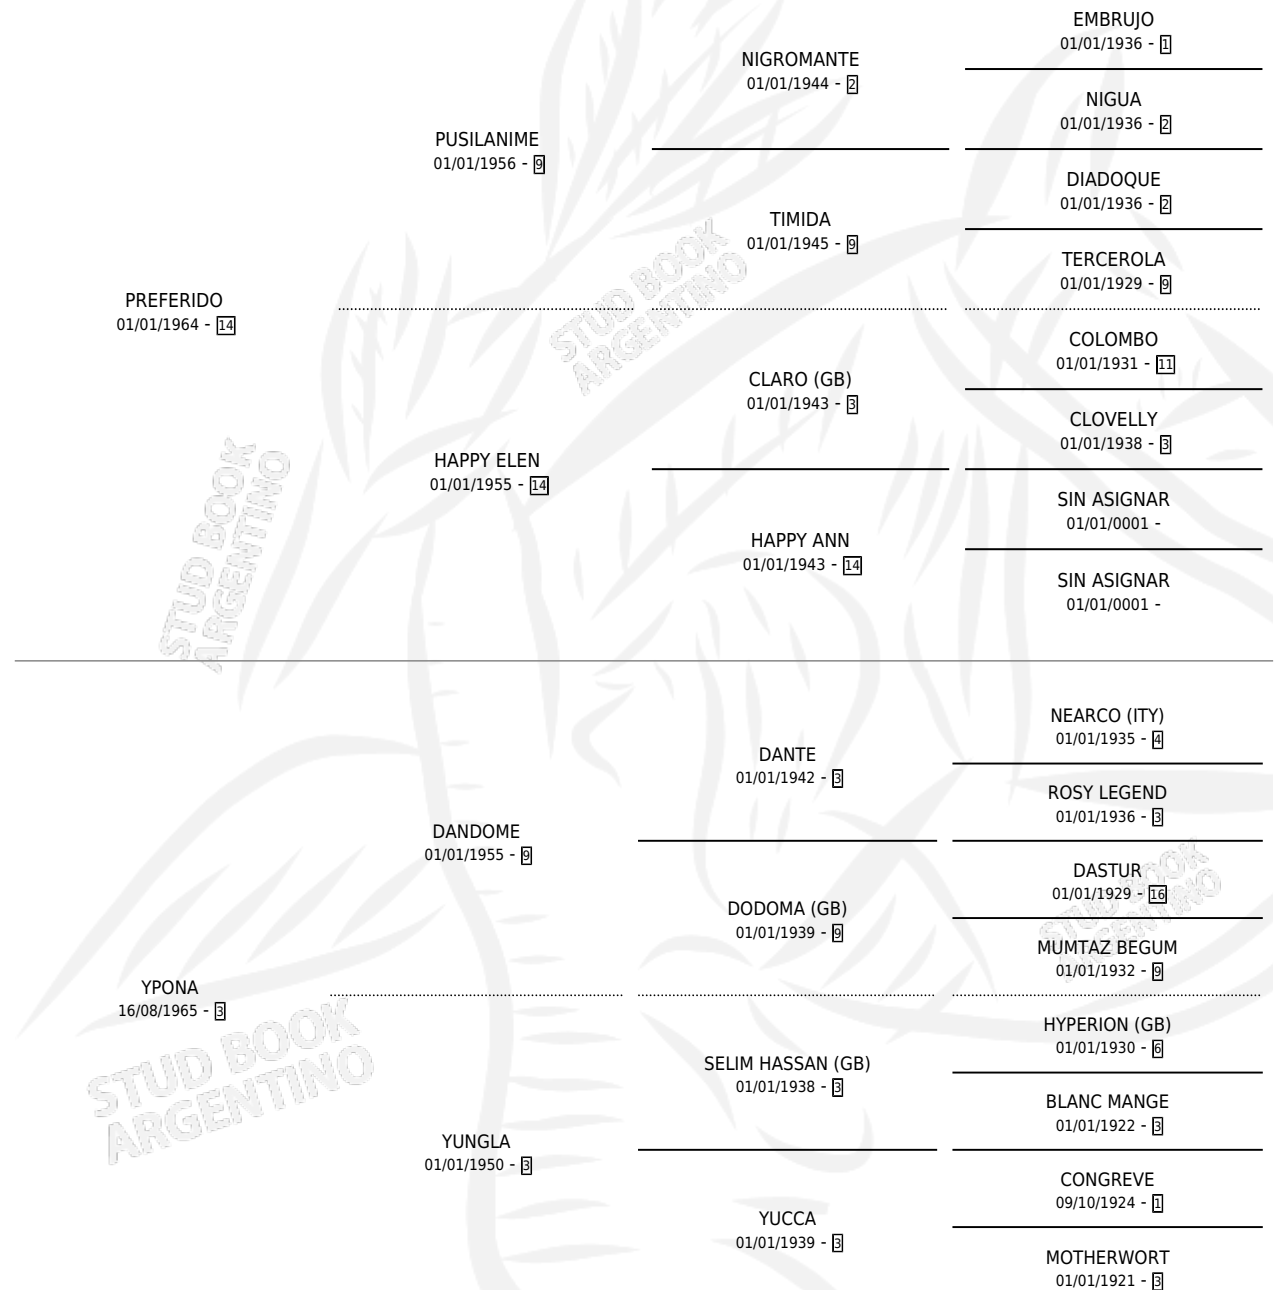 EMBRUJO
01/01/1936 - 1
NIGROMANTE
01/01/1944 - 2
NIGUA
01/01/1936 - 2
PUSILANIME
01/01/1956 - 9
DIADOQUE
01/01/1936 - 2
TIMIDA
01/01/1945 - 9
TERCEROLA
01/01/1929 - 9
PREFERIDO
01/01/1964 - 14
STUD BOOK
ARGENTINO
COLOMBO
01/01/1931 - 11
CLARO (GB)
01/01/1943 - 3
CLOVELLY
01/01/1938 - 3
HAPPY ELEN
01/01/1955 - 14
SIN ASIGNAR
01/01/0001 -
HAPPY ANN
01/01/1943 - 14
SIN ASIGNAR
01/01/0001 -
STUD BOOK
ARGENTINO
NEARCO (ITY)
01/01/1935 - 4
DANTE
01/01/1942 - 3
ROSY LEGEND
01/01/1936 - 3
DANDOME
01/01/1955 - 9
DASTUR
01/01/1929 - 16
DODOMA (GB)
01/01/1939 - 9
STUD BOOK
ARGENTINO
MUMTAZ BEGUM
01/01/1932 - 9
YPONA
16/08/1965 - 3
HYPERION (GB)
01/01/1930 - 6
SELIM HASSAN (GB)
01/01/1938 - 3
STUD BOOK
ARGENTINO
BLANC MANGE
01/01/1922 - 3
YUNGLA
01/01/1950 - 3
CONGREVE
09/10/1924 - 1
YUCCA
01/01/1939 - 3
MOTHERWORT
01/01/1921 - 3